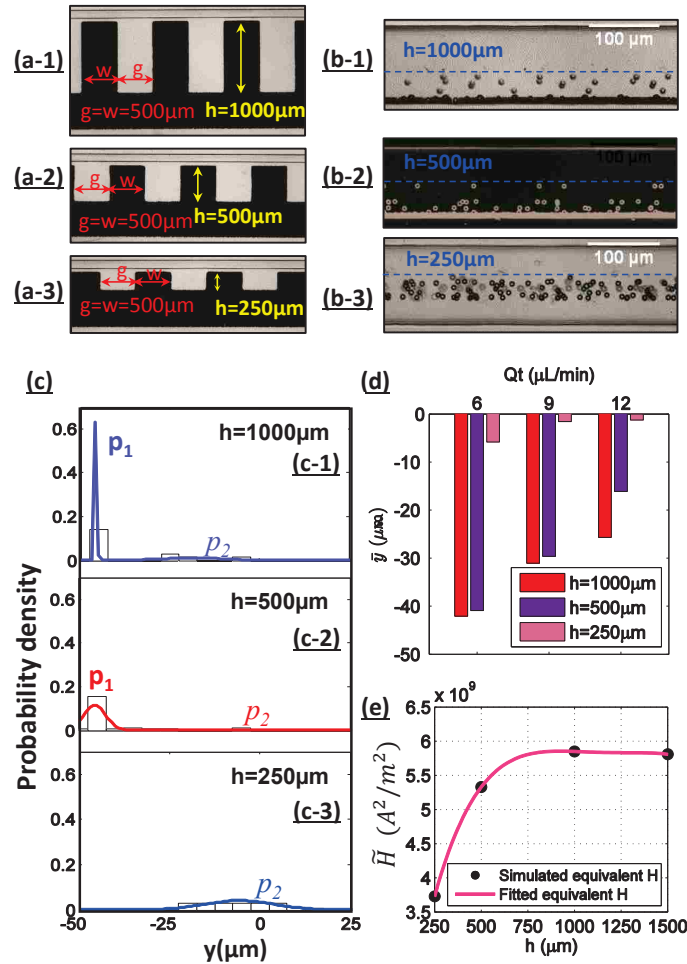 (a-1)
w
g
g=w=500μm
h=1000μm
(a-2)
g
w
g=w=500μm
h=500μm
(a-3)
g
w
g=w=500μm
h=250μm
(b-1)
h=1000μm
100 μm
(b-2)
h=500μm
100 μm
(b-3)
h=250μm
100 μm
(c)
Probability density
0.6
0.4
0.2
0
h=1000μm
(c-1)
p1
p2
0.6
0.4
0.2
0
h=500μm
(c-2)
p1
p2
0.6
0.4
0.2
0
h=250μm
(c-3)
p2
-50
-25
0
25
y(μm)
(d)
Qt (μL/min)
6
9
12
0
-10
-20
-30
-40
-50
h=1000μm
h=500μm
h=250μm
(e)
x 10^9
H̃ (A²/m²)
6
5.5
5
4.5
4
3.5
Simulated equivalent H
Fitted equivalent H
250
500
750
1000
1250
1500
h (μm)